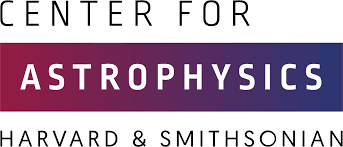 CENTER FOR
ASTROPHYSICS
HARVARD & SMITHSONIAN